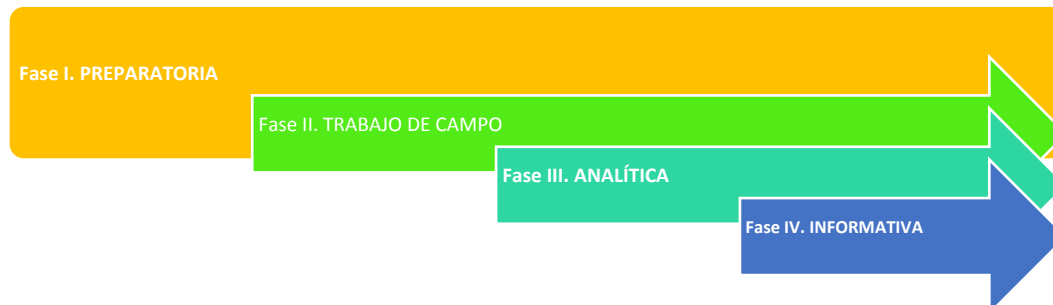 Fase I. PREPARATORIA
Fase II. TRABAJO DE CAMPO
Fase III. ANALÍTICA
Fase IV. INFORMATIVA